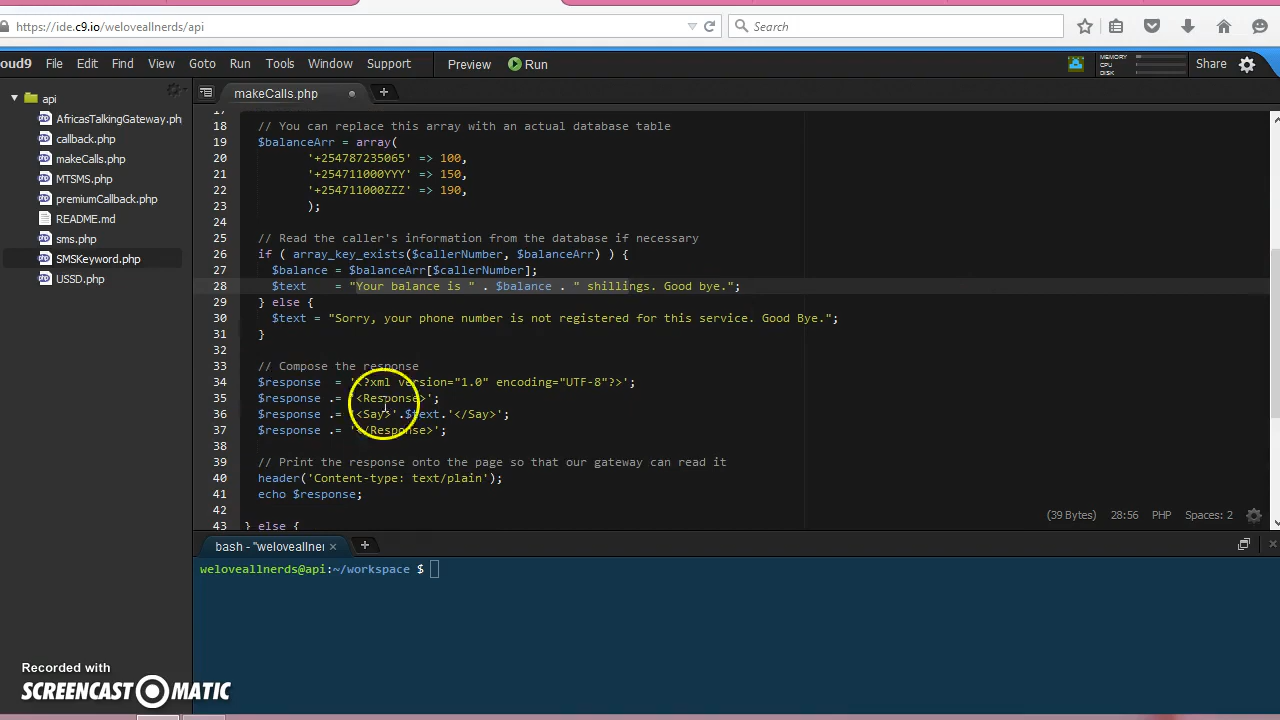 https://ide.c9.io/weloveallnerds/api
Search
oud9 File Edit Find View Goto Run Tools Window Support Preview Run MEMORY CPU DISK Share
api
AfricasTalkingGateway.ph
callback.php
makeCalls.php
MTSMS.php
premiumCallback.php
README.md
sms.php
SMSKeyword.php
USSD.php
makeCalls.php
18 // You can replace this array with an actual database table
19 $balanceArr = array(
20 '+254787235065' => 100,
21 '+254711000YYY' => 150,
22 '+254711000ZZZ' => 190,
23 );
24
25 // Read the caller's information from the database if necessary
26 if ( array_key_exists($callerNumber, $balanceArr) ) {
27 $balance = $balanceArr[$callerNumber];
28 $text = "Your balance is " . $balance . " shillings. Good bye.";
29 } else {
30 $text = "Sorry, your phone number is not registered for this service. Good Bye.";
31 }
32
33 // Compose the response
34 $response = '<?xml version="1.0" encoding="UTF-8"?>';
35 $response .= '<Response>';
36 $response .= '<Say>'.$text.'</Say>';
37 $response .= '</Response>';
38
39 // Print the response onto the page so that our gateway can read it
40 header('Content-type: text/plain');
41 echo $response;
42
43 } else {
(39 Bytes) 28:56 PHP Spaces: 2
bash - "weloveallner
weloveallnerds@api:~/workspace $
Recorded with
SCREENCAST MATIC